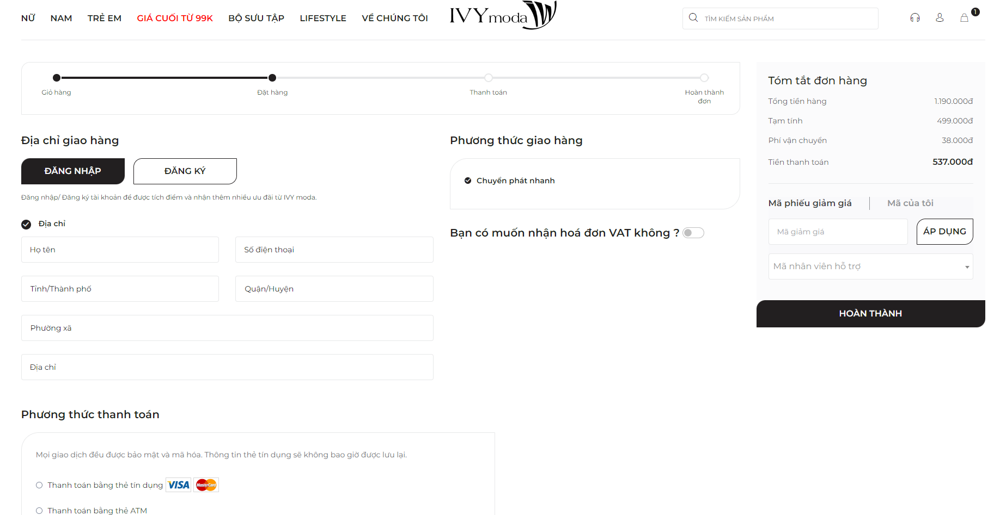 NỮ NAM TRẺ EM GIÁ CUỐI TỪ 99K BỘ SƯU TẬP LIFESTYLE VỀ CHÚNG TÔI IVY moda TÌM KIẾM SẢN PHẨM 1
Giỏ hàng Đặt hàng Thanh toán Hoàn thành
đơn
Địa chỉ giao hàng
ĐĂNG NHẬP ĐĂNG KÝ
Đăng nhập/ Đăng ký tài khoản để được tích điểm và nhận thêm nhiều ưu đãi từ IVY moda.
Địa chỉ
Họ tên Số điện thoại
Tỉnh/Thành phố Quận/Huyện
Phường xã
Địa chỉ
Phương thức giao hàng
Chuyển phát nhanh
Bạn có muốn nhận hoá đơn VAT không ?
Tóm tắt đơn hàng
Tổng tiền hàng 1.190.000đ
Tạm tính 499.000đ
Phí vận chuyển 38.000đ
Tiền thanh toán 537.000đ
Mã phiếu giảm giá Mã của tôi
Mã giảm giá ÁP DỤNG
Mã nhân viên hỗ trợ
HOÀN THÀNH
Phương thức thanh toán
Mọi giao dịch đều được bảo mật và mã hóa. Thông tin thẻ tín dụng sẽ không bao giờ được lưu lại.
Thanh toán bằng thẻ tín dụng VISA MasterCard
Thanh toán bằng thẻ ATM